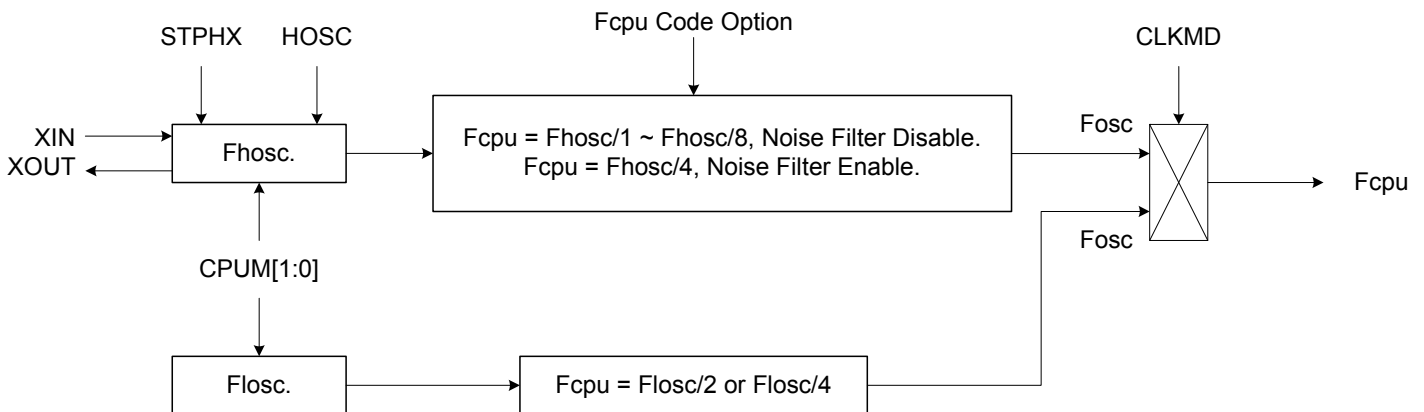 Fcpu Code Option
STPHX
HOSC
CLKMD
XIN
XOUT
Fhosc.
Fcpu = Fhosc/1 ~ Fhosc/8, Noise Filter Disable.
Fcpu = Fhosc/4, Noise Filter Enable.
Fosc
Fcpu
Fosc
CPUM[1:0]
Flosc.
Fcpu = Flosc/2 or Flosc/4